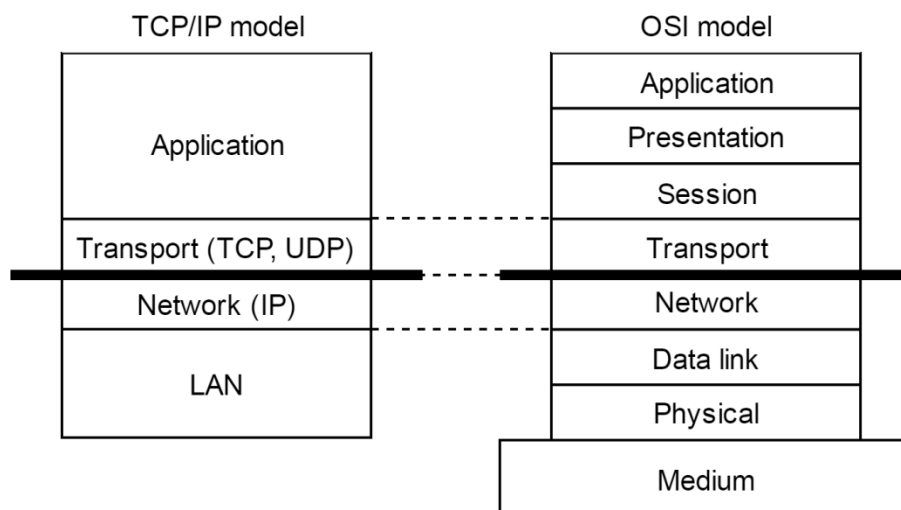 TCP/IP model
Application
Transport (TCP, UDP)
Network (IP)
LAN
OSI model
Application
Presentation
Session
Transport
Network
Data link
Physical
Medium